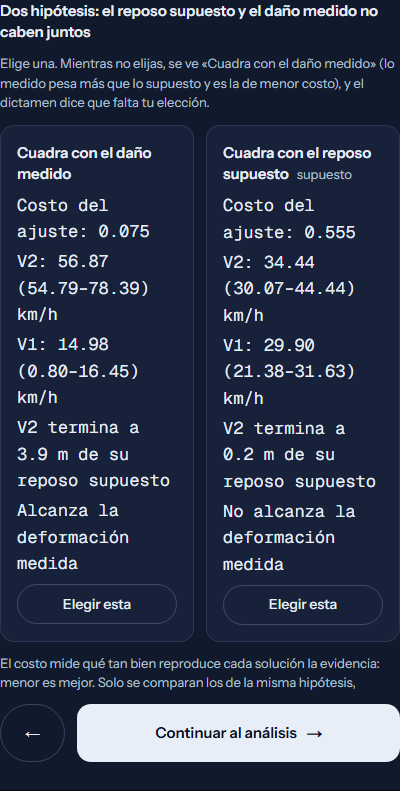 Dos hipótesis: el reposo supuesto y el daño medido no
caben juntos
Elige una. Mientras no elijas, se ve «Cuadra con el daño medido» (lo
medido pesa más que lo supuesto y es la de menor costo), y el
dictamen dice que falta tu elección.
Cuadra con el daño
medido
Costo del
ajuste: 0.075
V2: 56.87
(54.79–78.39)
km/h
V1: 14.98
(0.80–16.45)
km/h
V2 termina a
3.9 m de su
reposo supuesto
Alcanza la
deformación
medida
Elegir esta
Cuadra con el reposo
supuesto supuesto
Costo del
ajuste: 0.555
V2: 34.44
(30.07–44.44)
km/h
V1: 29.90
(21.38–31.63)
km/h
V2 termina a
0.2 m de su
reposo supuesto
No alcanza la
deformación
medida
Elegir esta
El costo mide qué tan bien reproduce cada solución la evidencia:
menor es mejor. Solo se comparan los de la misma hipótesis,
← Continuar al análisis →